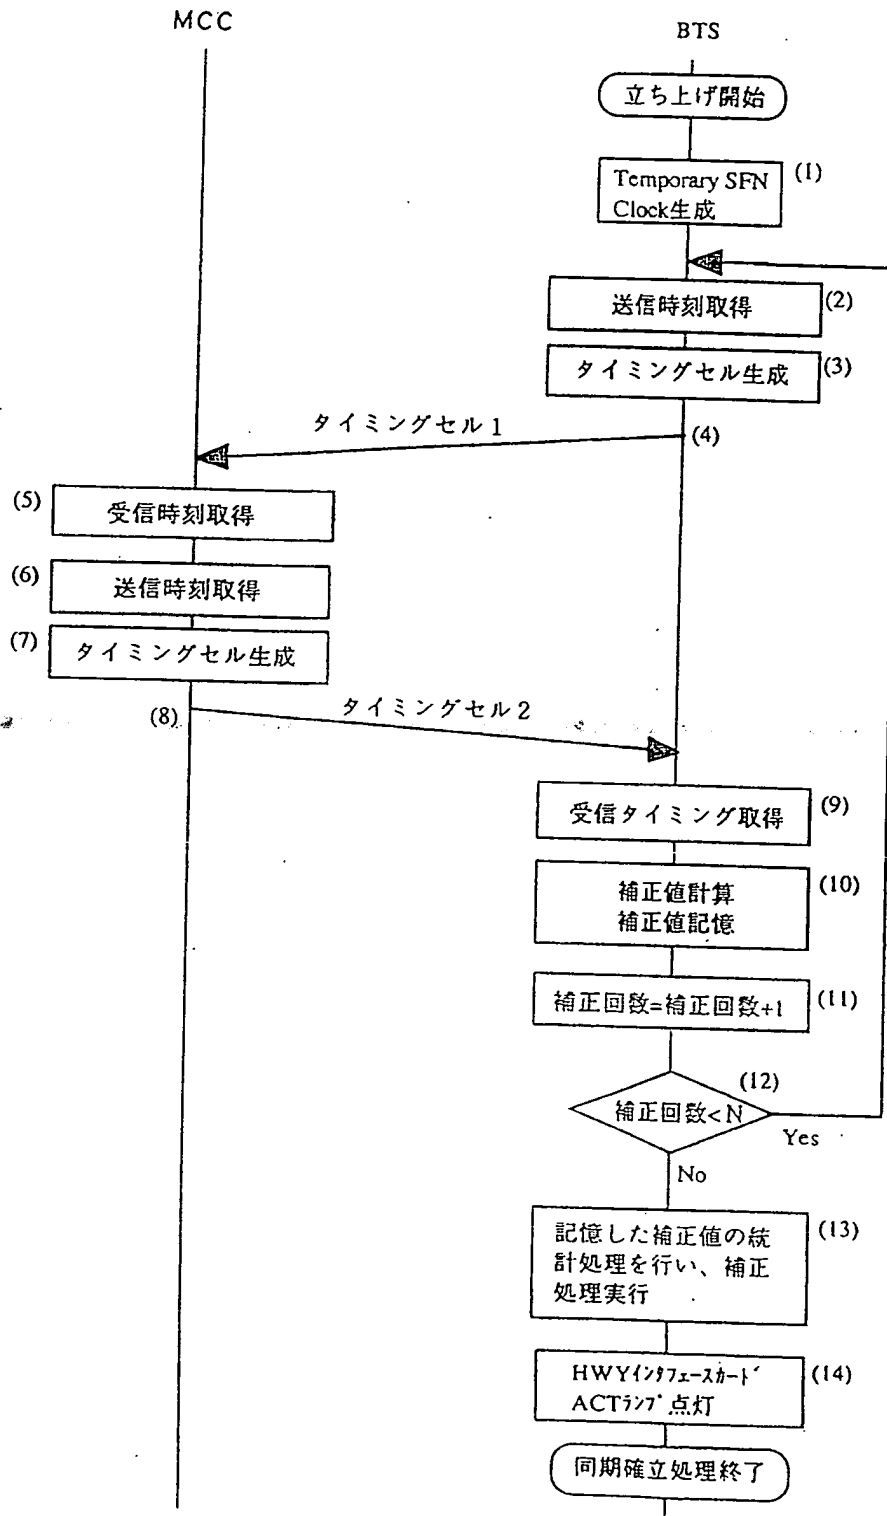 MCC
BTS
立ち上げ開始
Temporary SFN
Clock生成
(1)
送信時刻取得
(2)
タイミングセル生成
(3)
タイミングセル1
(4)
(5)
受信時刻取得
(6)
送信時刻取得
(7)
タイミングセル生成
(8)
タイミングセル2
受信タイミング取得
(9)
補正値計算
補正値記憶
(10)
補正回数=補正回数+1
(11)
(12)
補正回数<N
Yes
No
記憶した補正値の統
計処理を行い、補正
処理実行
(13)
HWYインタフェースカード
ACTランプ点灯
(14)
同期確立処理終了